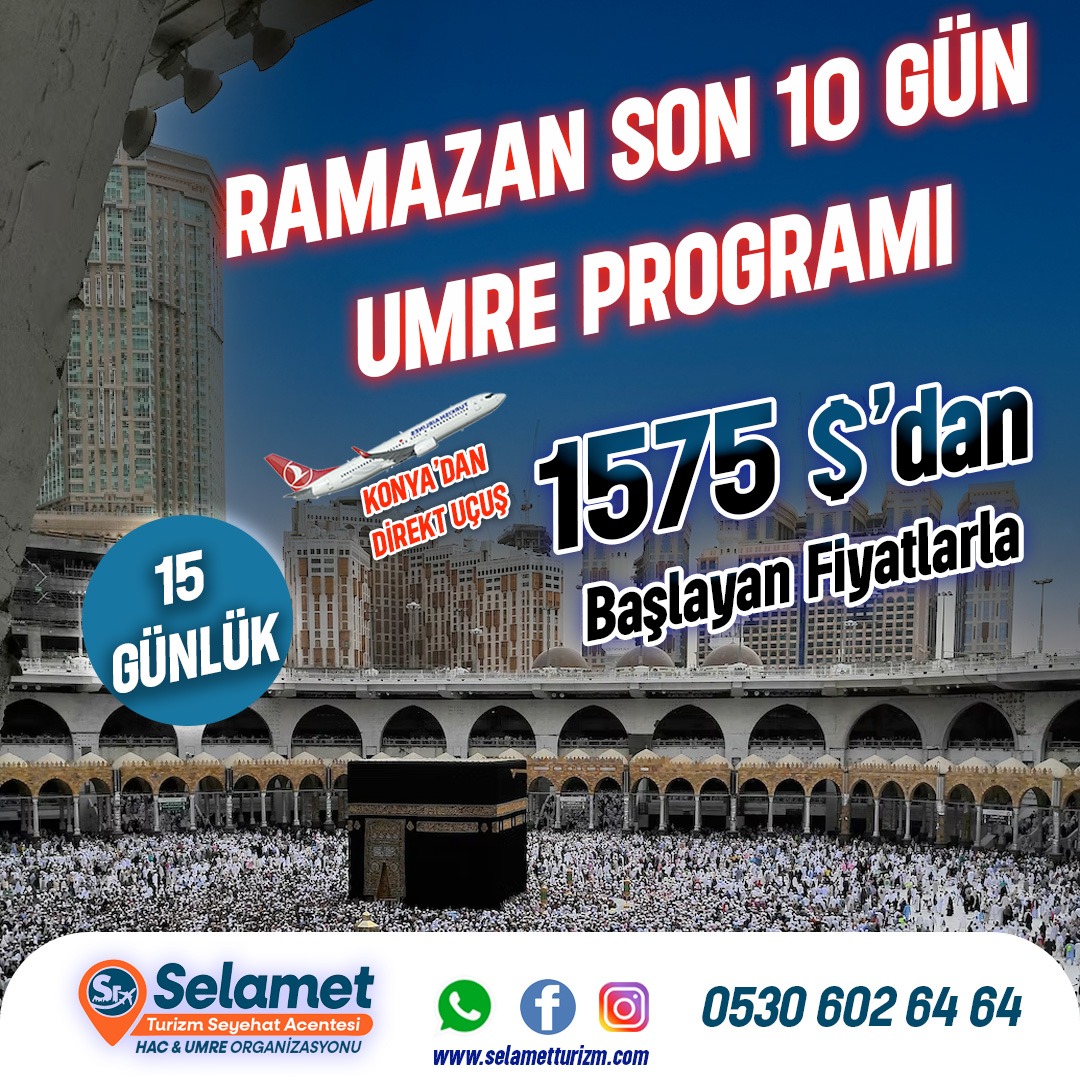 RAMAZAN SON 10 GÜN
UMRE PROGRAMI
KONYA'DAN
DİREKT UÇUŞ
1575 $'dan
Başlayan Fiyatlarla
15
GÜNLÜK
Selamet
Turizm Seyehat Acentesi
HAC & UMRE ORGANİZASYONU
www.selametturizm.com
0530 602 64 64